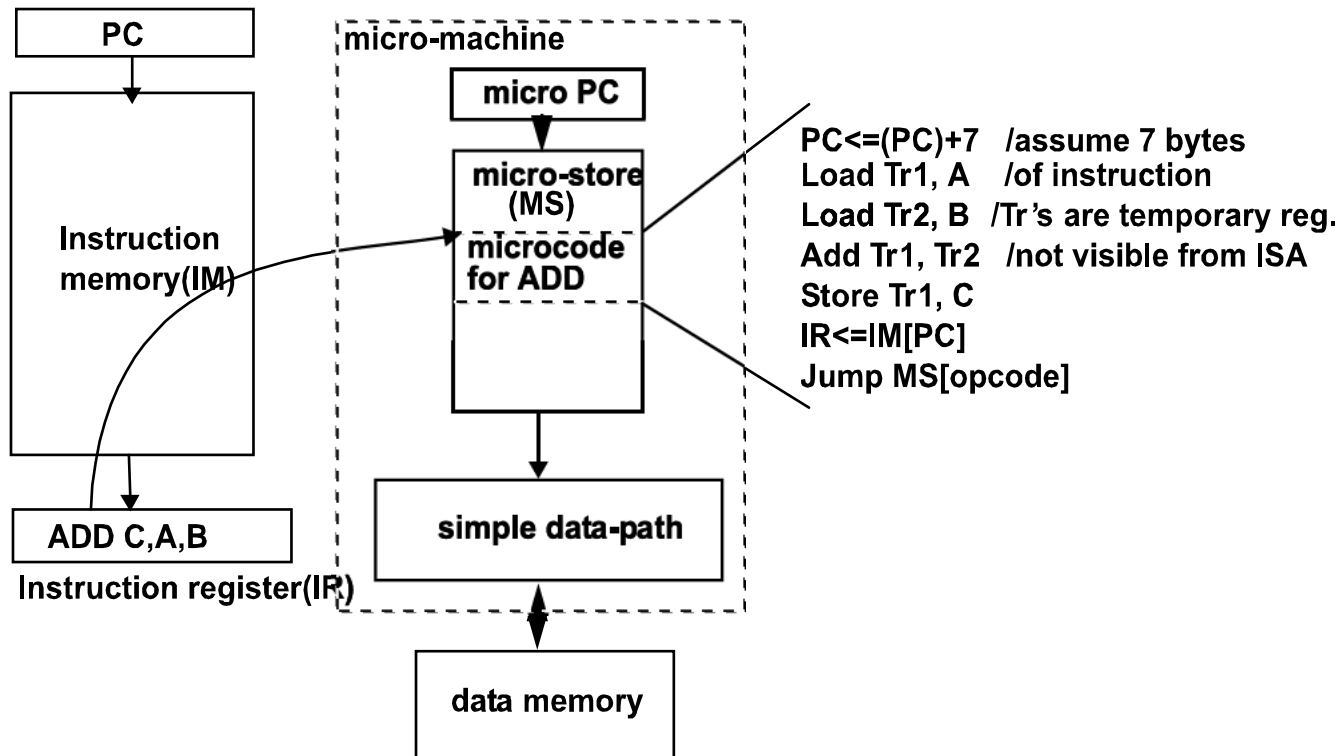 PC
Instruction
memory(IM)
ADD C,A,B
Instruction register(IR)
micro-machine
micro PC
micro-store
(MS)
microcode
for ADD
simple data-path
data memory
PC<=(PC)+7 /assume 7 bytes
Load Tr1, A /of instruction
Load Tr2, B /Tr’s are temporary reg.
Add Tr1, Tr2 /not visible from ISA
Store Tr1, C
IR<=IM[PC]
Jump MS[opcode]